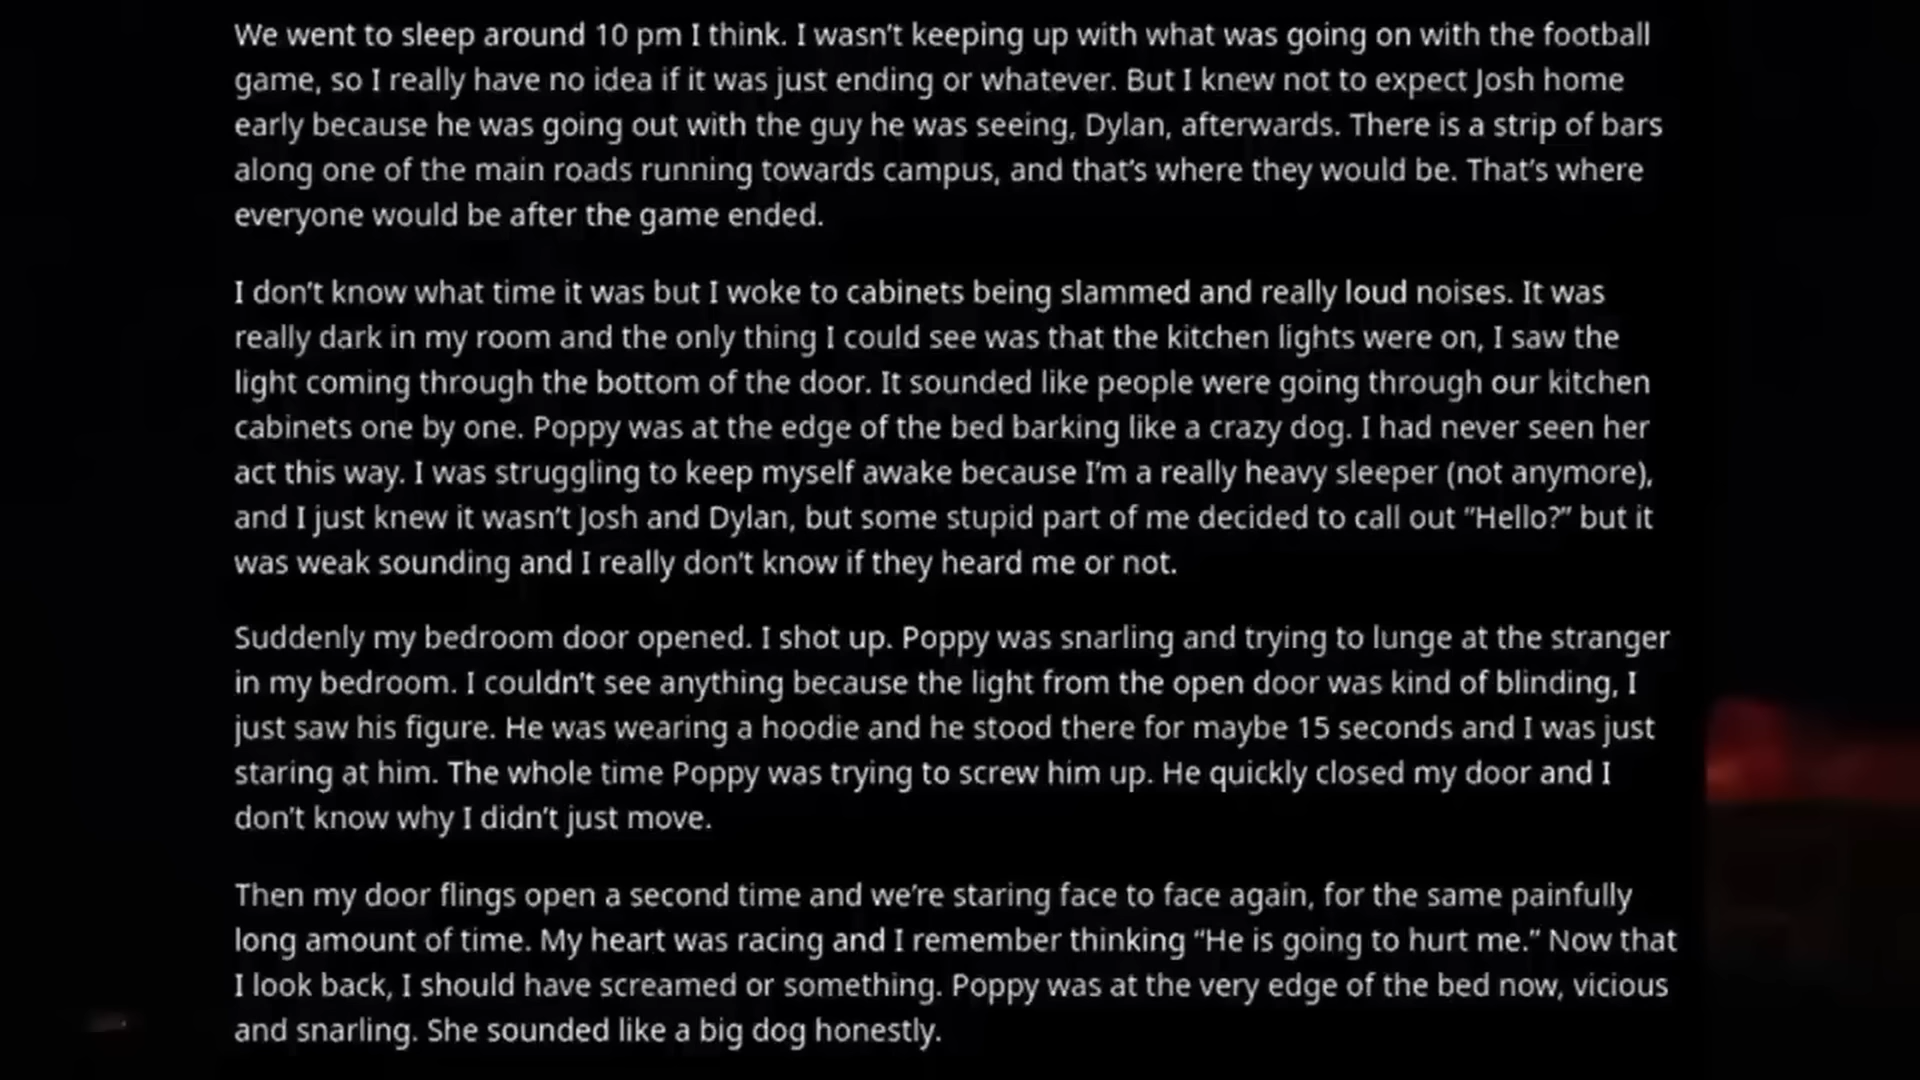 We went to sleep around 10 pm I think. I wasn't keeping up with what was going on with the football
game, so I really have no idea if it was just ending or whatever. But I knew not to expect Josh home
early because he was going out with the guy he was seeing, Dylan, afterwards. There is a strip of bars
along one of the main roads running towards campus, and that's where they would be. That's where
everyone would be after the game ended.
I don't know what time it was but I woke to cabinets being slammed and really loud noises. It was
really dark in my room and the only thing I could see was that the kitchen lights were on, I saw the
light coming through the bottom of the door. It sounded like people were going through our kitchen
cabinets one by one. Poppy was at the edge of the bed barking like a crazy dog. I had never seen her
act this way. I was struggling to keep myself awake because I'm a really heavy sleeper (not anymore),
and I just knew it wasn't Josh and Dylan, but some stupid part of me decided to call out "Hello?" but it
was weak sounding and I really don't know if they heard me or not.
Suddenly my bedroom door opened. I shot up. Poppy was snarling and trying to lunge at the stranger
in my bedroom. I couldn't see anything because the light from the open door was kind of blinding, I
just saw his figure. He was wearing a hoodie and he stood there for maybe 15 seconds and I was just
staring at him. The whole time Poppy was trying to screw him up. He quickly closed my door and I
don't know why I didn't just move.
Then my door flings open a second time and we're staring face to face again, for the same painfully
long amount of time. My heart was racing and I remember thinking "He is going to hurt me." Now that
I look back, I should have screamed or something. Poppy was at the very edge of the bed now, vicious
and snarling. She sounded like a big dog honestly.